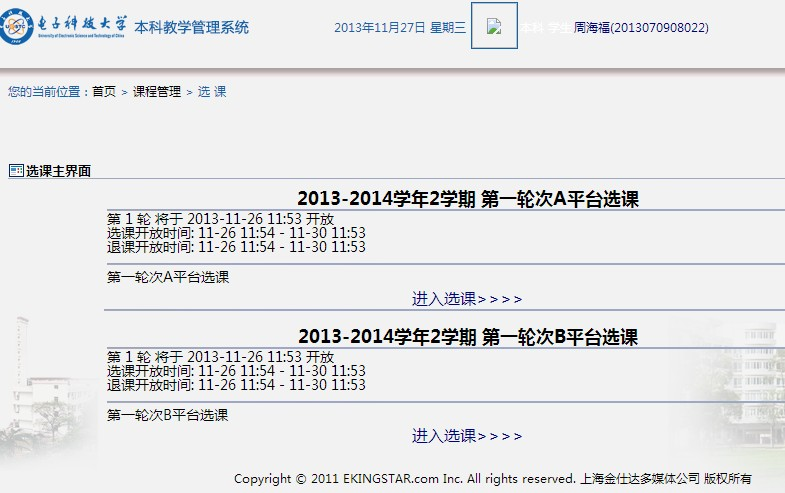 电子科技大学
University of Electronic Science and Technology of China
本科教学管理系统
2013年11月27日 星期三
本科 学生 周海福(2013070908022)
您的当前位置：首页 > 课程管理 > 选 课
选课主界面
2013-2014学年2学期 第一轮次A平台选课
第 1 轮 将于 2013-11-26 11:53 开放
选课开放时间: 11-26 11:54 - 11-30 11:53
退课开放时间: 11-26 11:54 - 11-30 11:53
第一轮次A平台选课
进入选课>>>>
2013-2014学年2学期 第一轮次B平台选课
第 1 轮 将于 2013-11-26 11:53 开放
选课开放时间: 11-26 11:54 - 11-30 11:53
退课开放时间: 11-26 11:54 - 11-30 11:53
第一轮次B平台选课
进入选课>>>>
Copyright © 2011 EKINGSTAR.com Inc. All rights reserved. 上海金仕达多媒体公司 版权所有